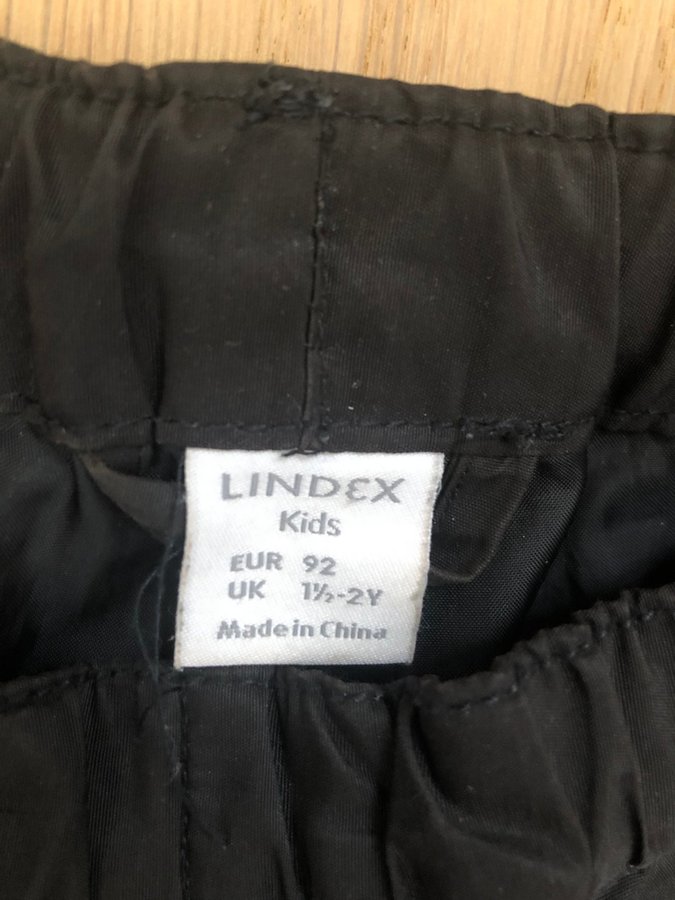 LINDEX
Kids
EUR 92
UK 1½-2Y
Made in China